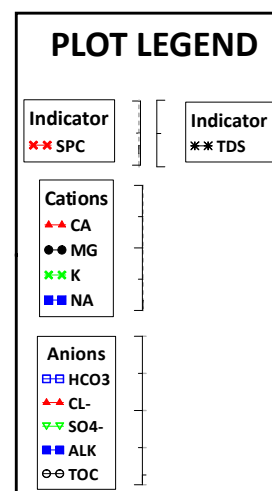 PLOT LEGEND
Indicator
SPC
Indicator
TDS
Cations
CA
MG
K
NA
Anions
HCO3
CL-
SO4-
ALK
TOC